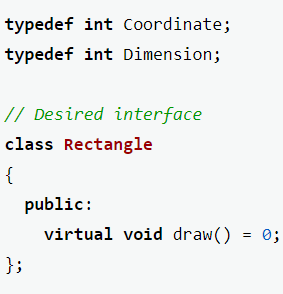 typedef int Coordinate;
typedef int Dimension;
// Desired interface
class Rectangle
{
public:
virtual void draw() = 0;
};